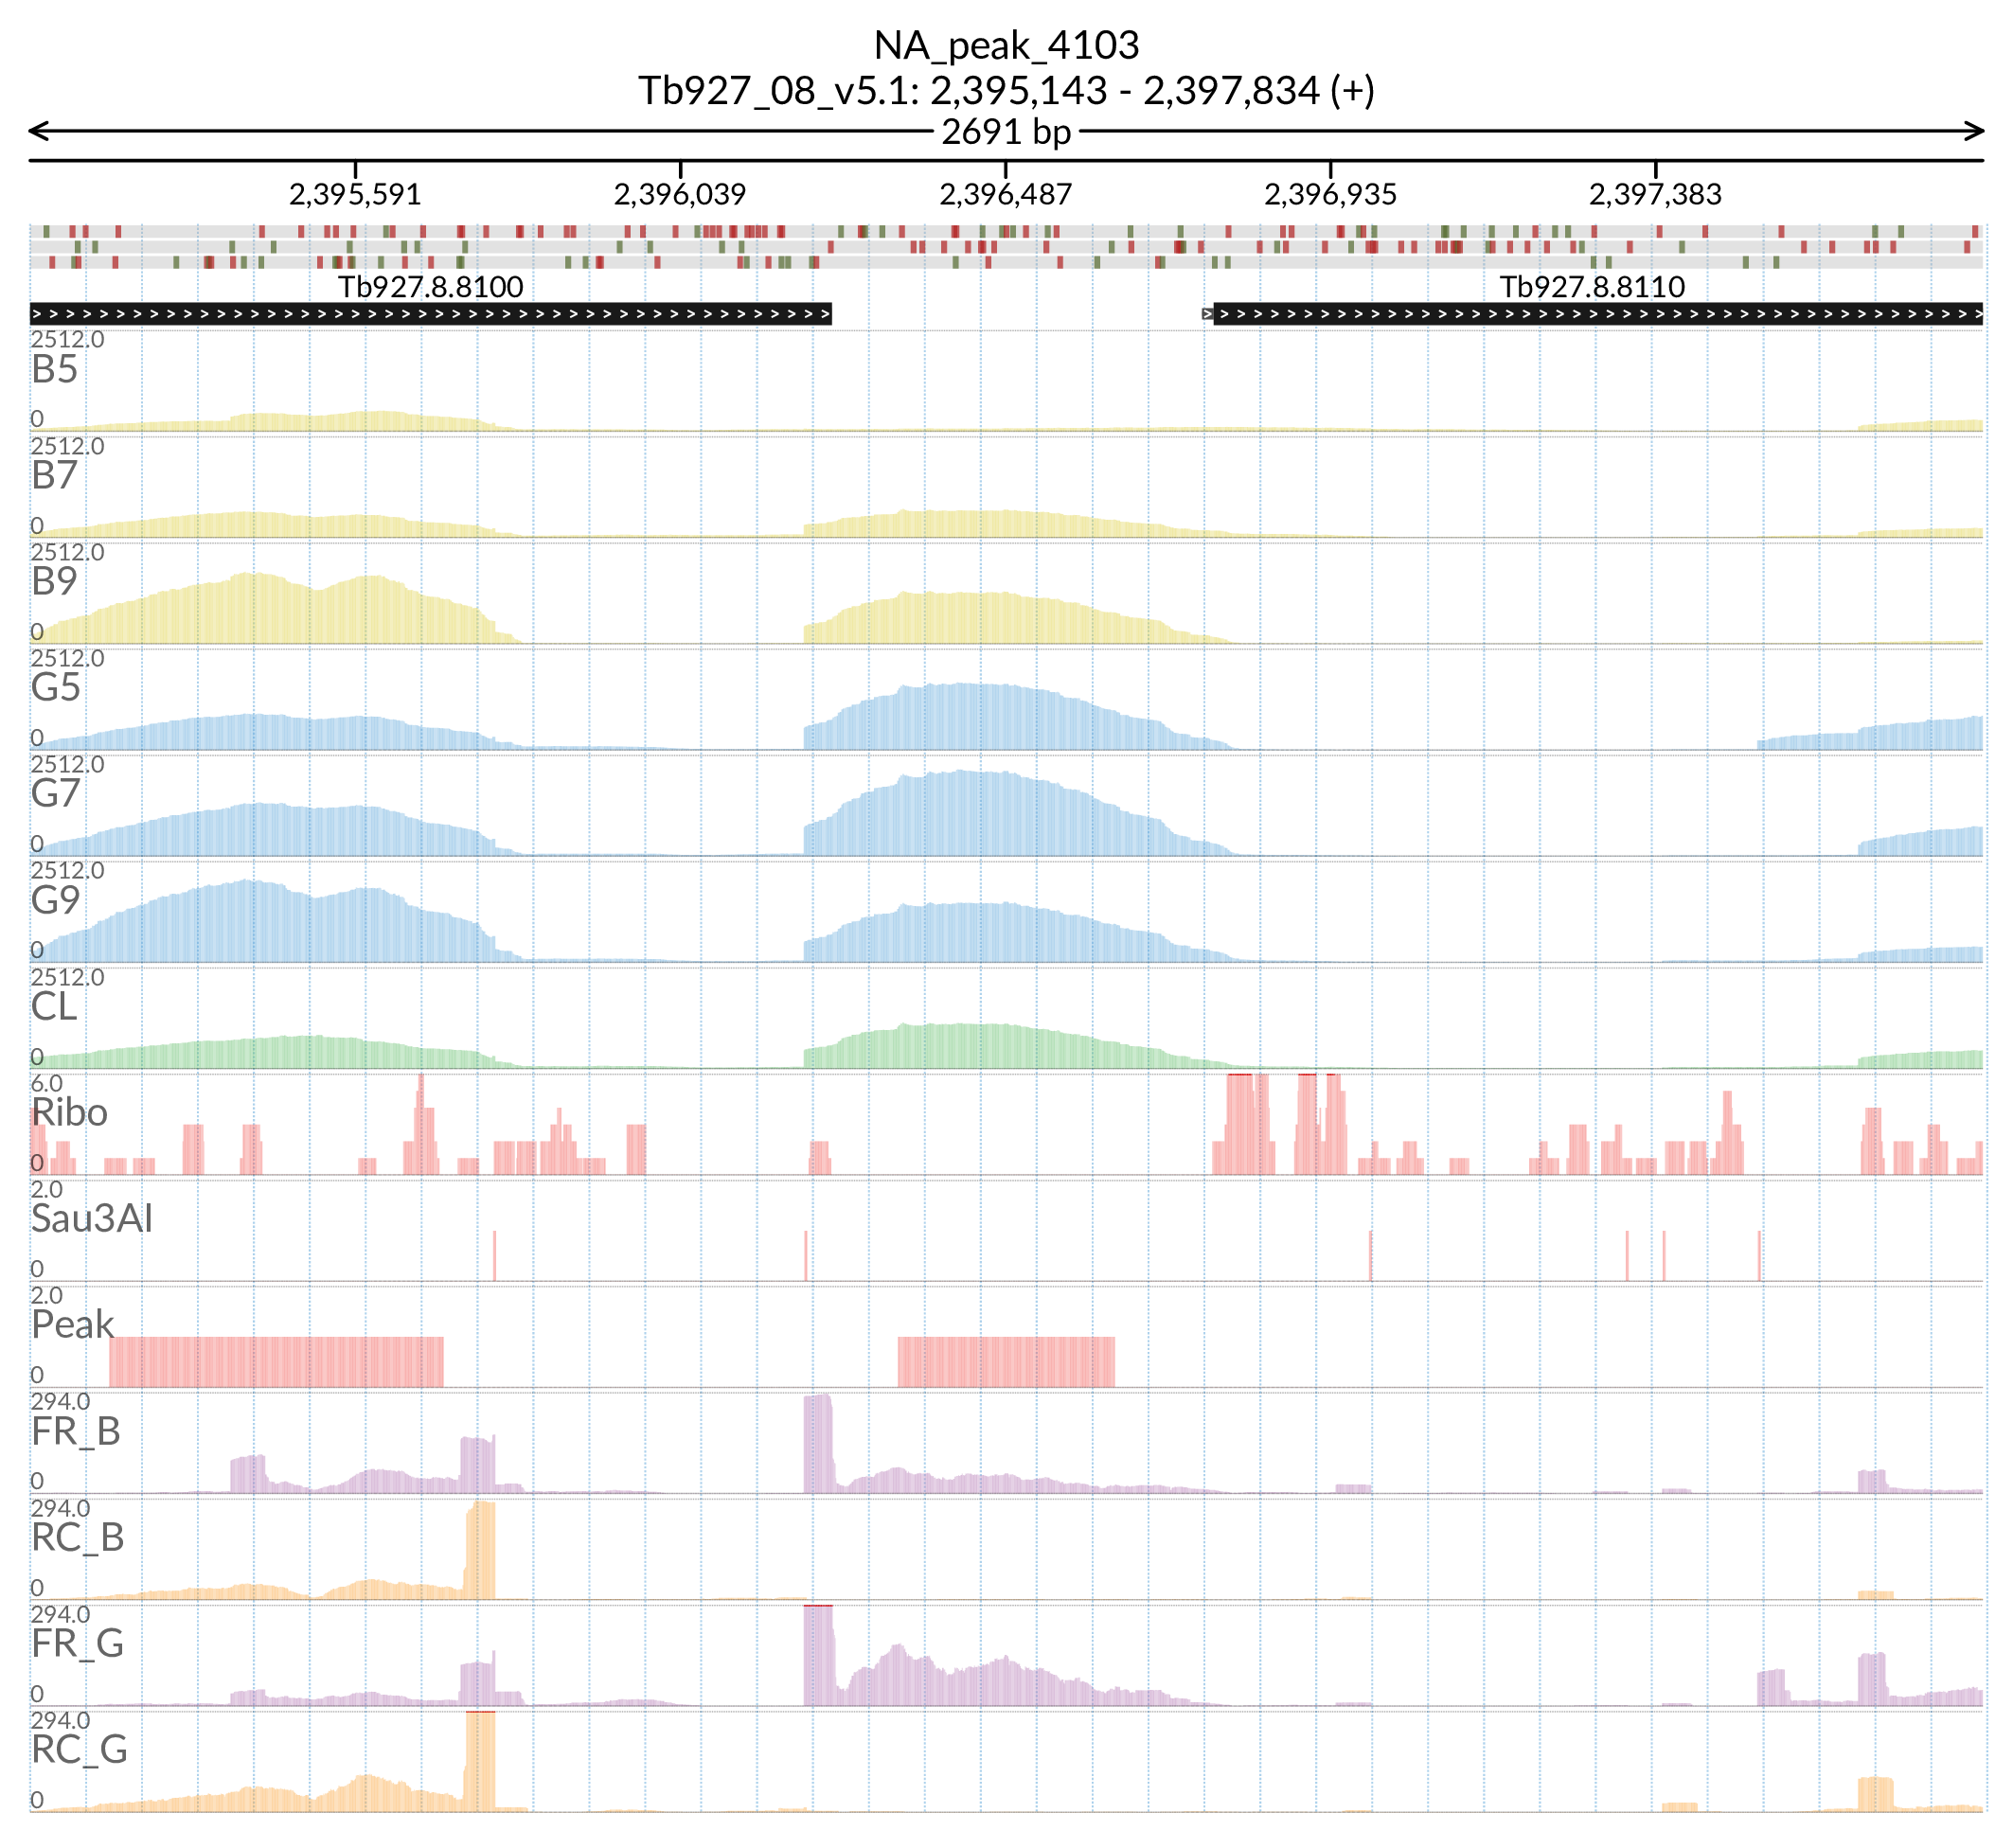 NA_peak_4103
Tb927_08_v5.1: 2,395,143 - 2,397,834 (+)
2691 bp
2,395,591 2,396,039 2,396,487 2,396,935 2,397,383
Tb927.8.8100 Tb927.8.8110
2512.0
B5
0
2512.0
B7
0
2512.0
B9
0
2512.0
G5
0
2512.0
G7
0
2512.0
G9
0
2512.0
CL
0
6.0
Ribo
0
2.0
Sau3AI
0
2.0
Peak
0
294.0
FR_B
0
294.0
RC_B
0
294.0
FR_G
0
294.0
RC_G
0